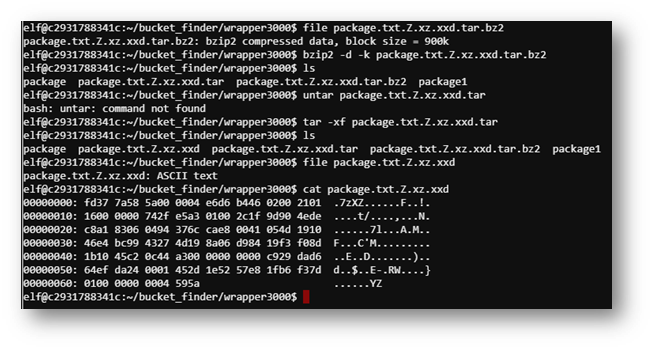 elf@c2931788341c:~/bucket_finder/wrapper3000$ file package.txt.Z.xz.xxd.tar.bz2
package.txt.Z.xz.xxd.tar.bz2: bzip2 compressed data, block size = 900k
elf@c2931788341c:~/bucket_finder/wrapper3000$ bzip2 -d -k package.txt.Z.xz.xxd.tar.bz2
elf@c2931788341c:~/bucket_finder/wrapper3000$ ls
package  package.txt.Z.xz.xxd.tar  package.txt.Z.xz.xxd.tar.bz2  package1
elf@c2931788341c:~/bucket_finder/wrapper3000$ untar package.txt.Z.xz.xxd.tar
bash: untar: command not found
elf@c2931788341c:~/bucket_finder/wrapper3000$ tar -xf package.txt.Z.xz.xxd.tar
elf@c2931788341c:~/bucket_finder/wrapper3000$ ls
package  package.txt.Z.xz.xxd  package.txt.Z.xz.xxd.tar  package.txt.Z.xz.xxd.tar.bz2  package1
elf@c2931788341c:~/bucket_finder/wrapper3000$ file package.txt.Z.xz.xxd
package.txt.Z.xz.xxd: ASCII text
elf@c2931788341c:~/bucket_finder/wrapper3000$ cat package.txt.Z.xz.xxd
00000000: fd37 7a58 5a00 0004 e6d6 b446 0200 2101  .7zXZ......F..!.
00000010: 1600 0000 742f e5a3 0100 2c1f 9d90 4ede  ....t/....,...N.
00000020: c8a1 8306 0494 376c cae8 0041 054d 1910  ......7l...A.M..
00000030: 46e4 bc99 4327 4d19 8a06 d984 19f3 f08d  F...C'M.........
00000040: 1b10 45c2 0c44 a300 0000 0000 c929 dad6  ..E..D.......)..
00000050: 64ef da24 0001 452d 1e52 57e8 1fb6 f37d  d..$..E-.RW....}
00000060: 0100 0000 0004 595a                      ......YZ
elf@c2931788341c:~/bucket_finder/wrapper3000$